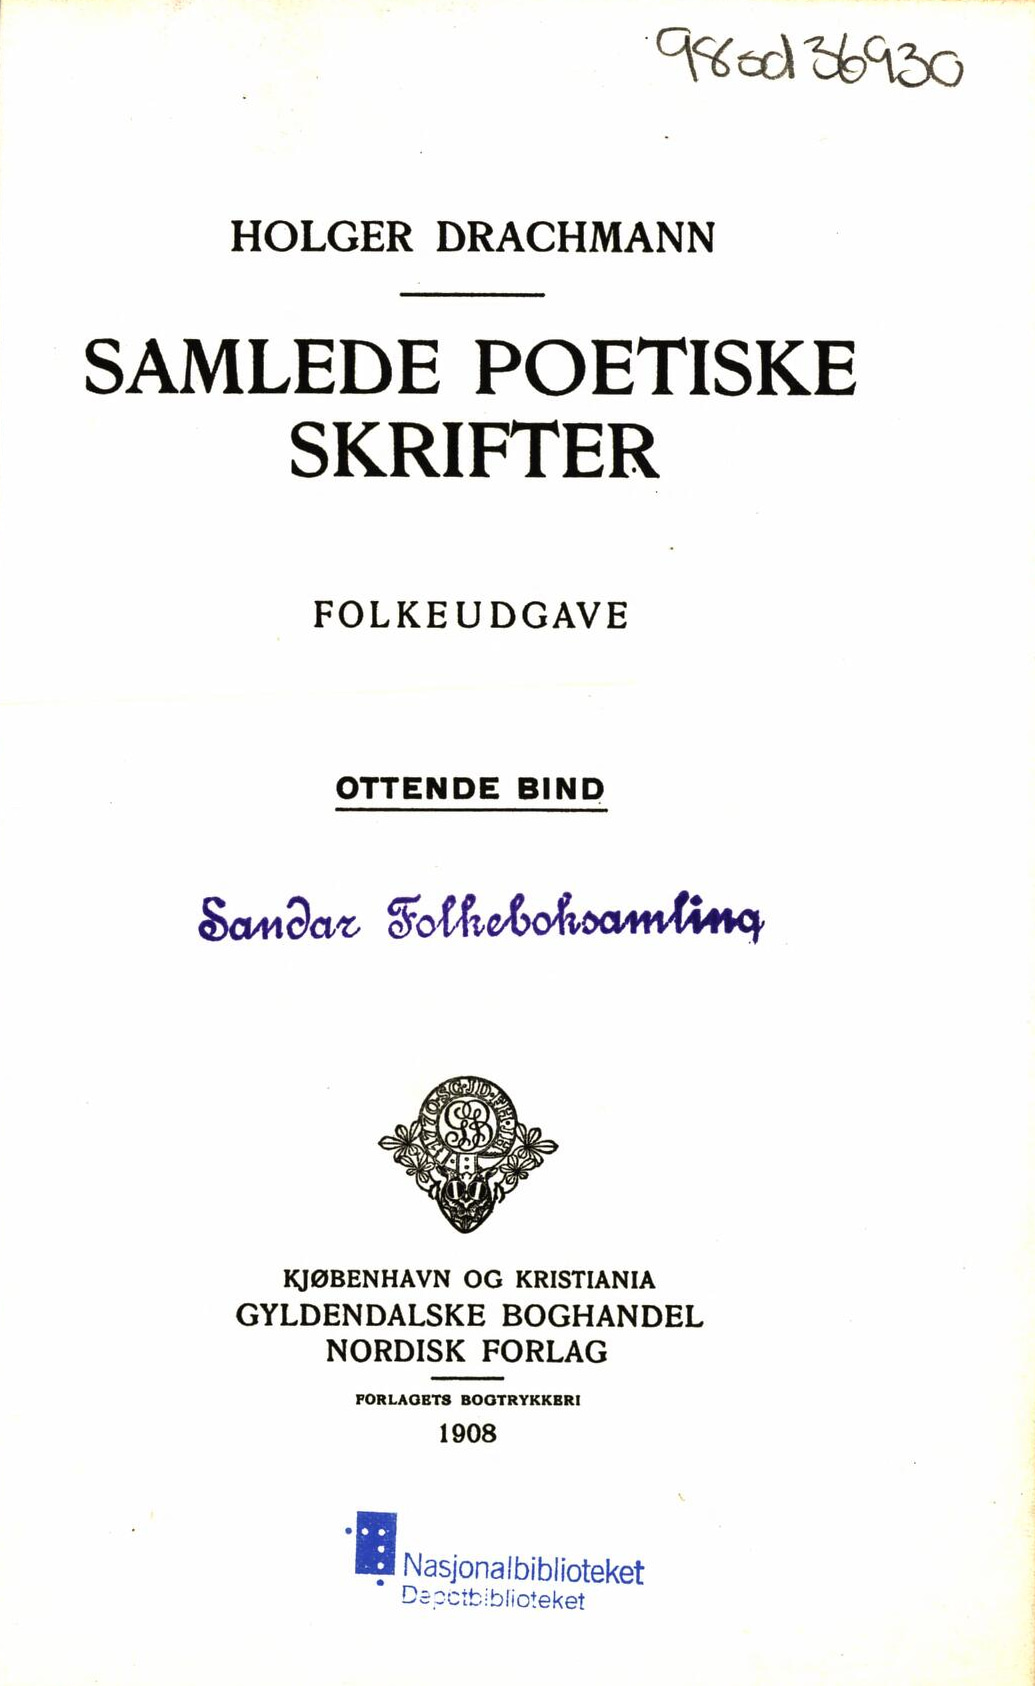 98sd36930
HOLGER DRACHMANN
SAMLEDE POETISKE
SKRIFTER
FOLKEUDGAVE
OTTENDE BIND
Sandar Folkeboksamling
KJØBENHAVN OG KRISTIANIA
GYLDENDALSKE BOGHANDEL
NORDISK FORLAG
FORLAGETS BOGTRYKKERI
1908
Nasjonalbiblioteket
Depotbiblioteket